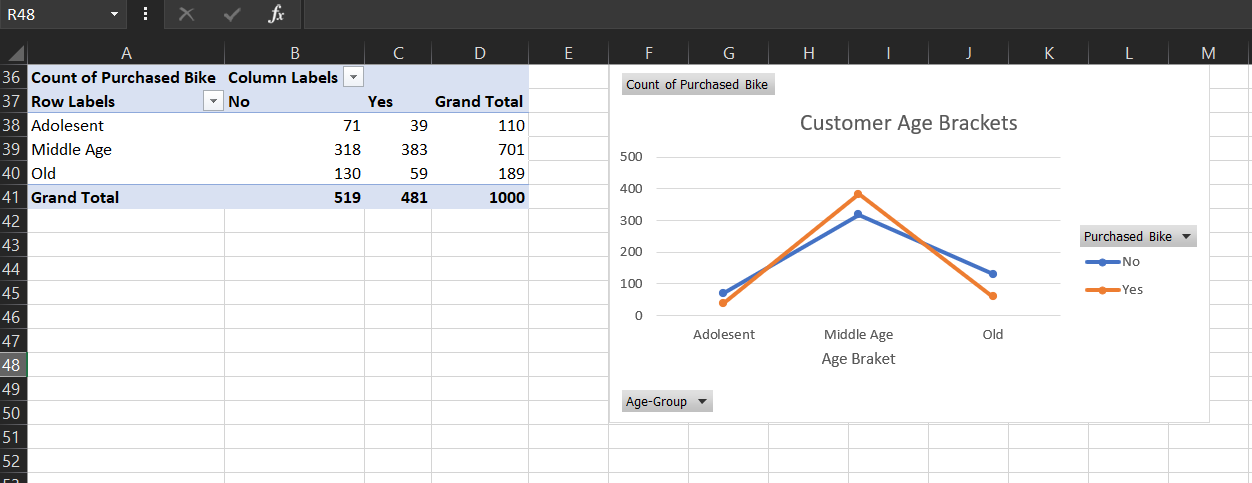 R48
fx
A B C D E F G H I J K L M
36 Count of Purchased Bike Column Labels
37 Row Labels No Yes Grand Total
38 Adolesent 71 39 110
39 Middle Age 318 383 701
40 Old 130 59 189
41 Grand Total 519 481 1000
42
43
44
45
46
47
48
49
50
51
52
Count of Purchased Bike
Customer Age Brackets
500
400
300
200
100
0
Adolesent Middle Age Old
Age Braket
Purchased Bike
No
Yes
Age-Group